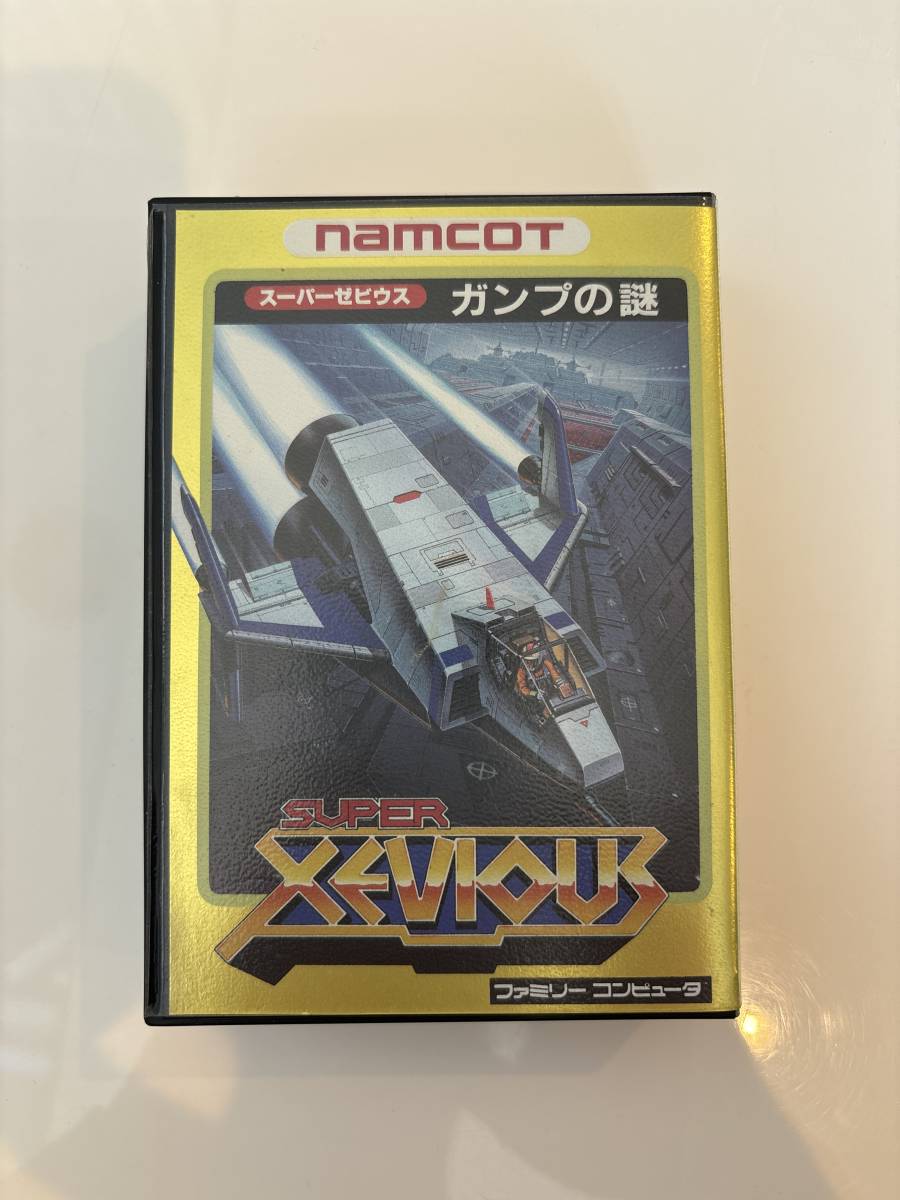 namcot
スーパーゼビウス ガンプの謎
SUPER
XEVIOUS
ファミリー コンピュータ